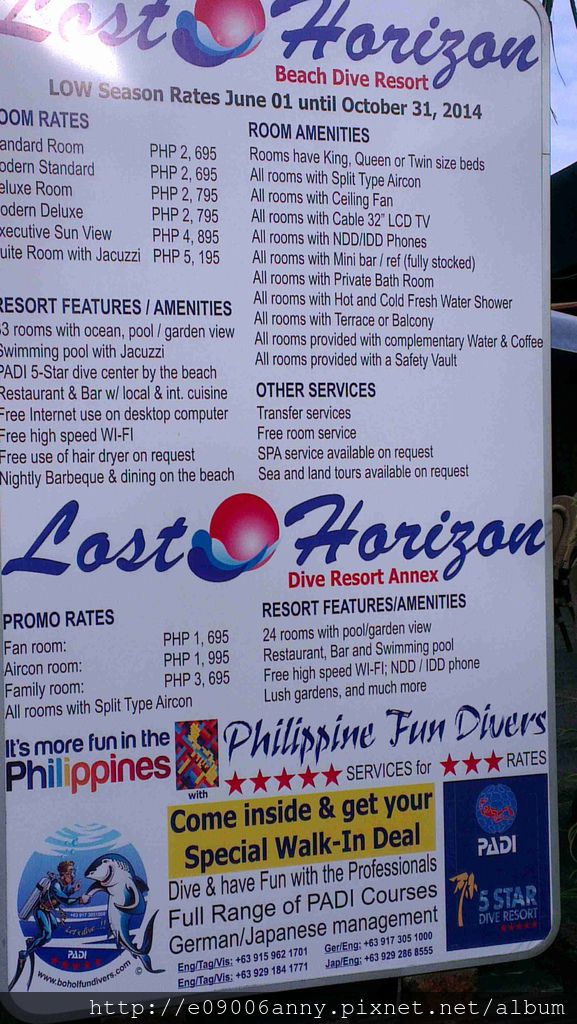 Lost Horizon
Beach Dive Resort
LOW Season Rates June 01 until October 31, 2014
OOM RATES
andard Room PHP 2, 695
odern Standard PHP 2, 695
eluxe Room PHP 2, 795
odern Deluxe PHP 2, 795
xecutive Sun View PHP 4, 895
uite Room with Jacuzzi PHP 5, 195
ROOM AMENITIES
Rooms have King, Queen or Twin size beds
All rooms with Split Type Aircon
All rooms with Ceiling Fan
All rooms with Cable 32" LCD TV
All rooms with NDD/IDD Phones
All rooms with Mini bar / ref (fully stocked)
All rooms with Private Bath Room
All rooms with Hot and Cold Fresh Water Shower
All rooms with Terrace or Balcony
All rooms provided with complementary Water & Coffee
All rooms provided with a Safety Vault
RESORT FEATURES / AMENITIES
33 rooms with ocean, pool / garden view
Swimming pool with Jacuzzi
PADI 5-Star dive center by the beach
Restaurant & Bar w/ local & int. cuisine
Free Internet use on desktop computer
Free high speed WI-FI
Free use of hair dryer on request
Nightly Barbeque & dining on the beach
OTHER SERVICES
Transfer services
Free room service
SPA service available on request
Sea and land tours available on request
Lost Horizon
Dive Resort Annex
PROMO RATES
Fan room: PHP 1, 695
Aircon room: PHP 1, 995
Family room: PHP 3, 695
All rooms with Split Type Aircon
RESORT FEATURES/AMENITIES
24 rooms with pool/garden view
Restaurant, Bar and Swimming pool
Free high speed WI-FI; NDD / IDD phone
Lush gardens, and much more
It's more fun in the
Philippines
with
Philippine Fun Divers
★★★★★ SERVICES for ★★★ RATES
Come inside & get your
Special Walk-In Deal
Dive & have Fun with the Professionals
Full Range of PADI Courses
German/Japanese management
Eng/Tag/Vis: +63 915 962 1701 Ger/Eng: +63 917 305 1000
Eng/Tag/Vis: +63 929 184 1771 Jap/Eng: +63 929 286 8555
PADI
5 STAR
DIVE RESORT
★★★★★
+63 917 3051000
Let's dive !
PADI
www.boholfundivers.com ©
http://e09006anny.pixnet.net/album